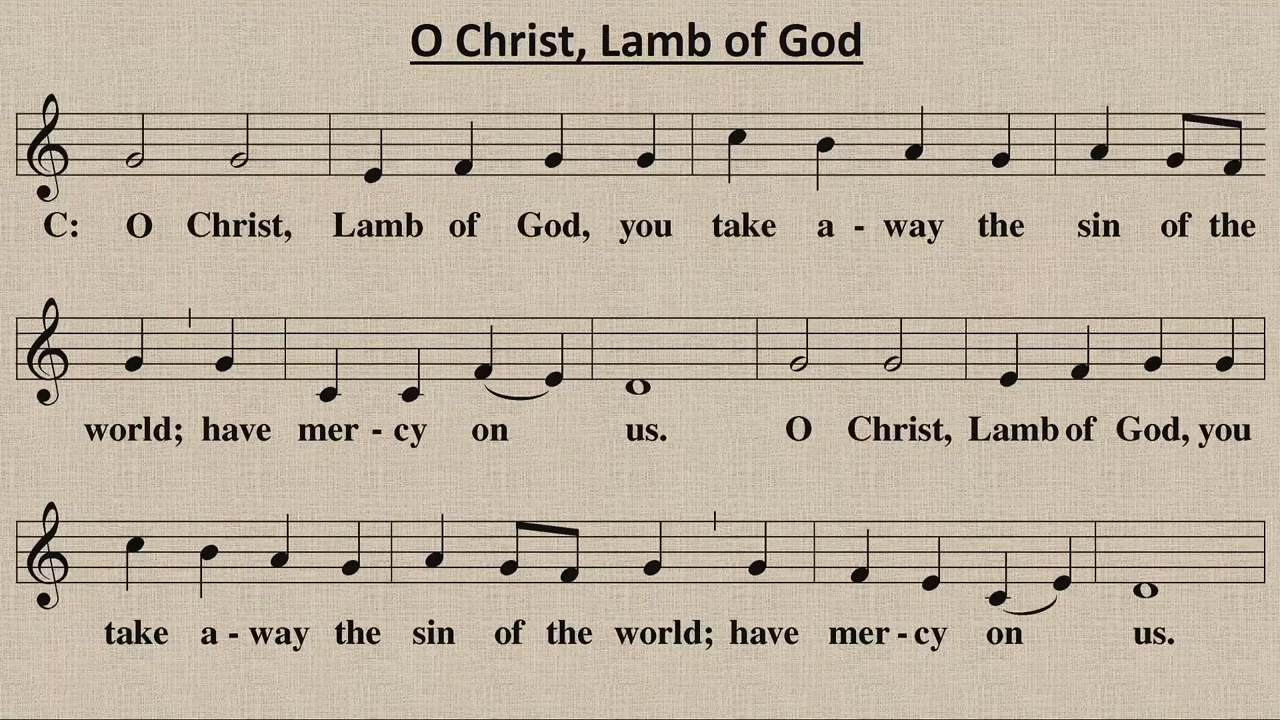 O Christ, Lamb of God
C: O Christ, Lamb of God, you take a - way the sin of the
world; have mer - cy on us. O Christ, Lamb of God, you
take a - way the sin of the world; have mer - cy on us.